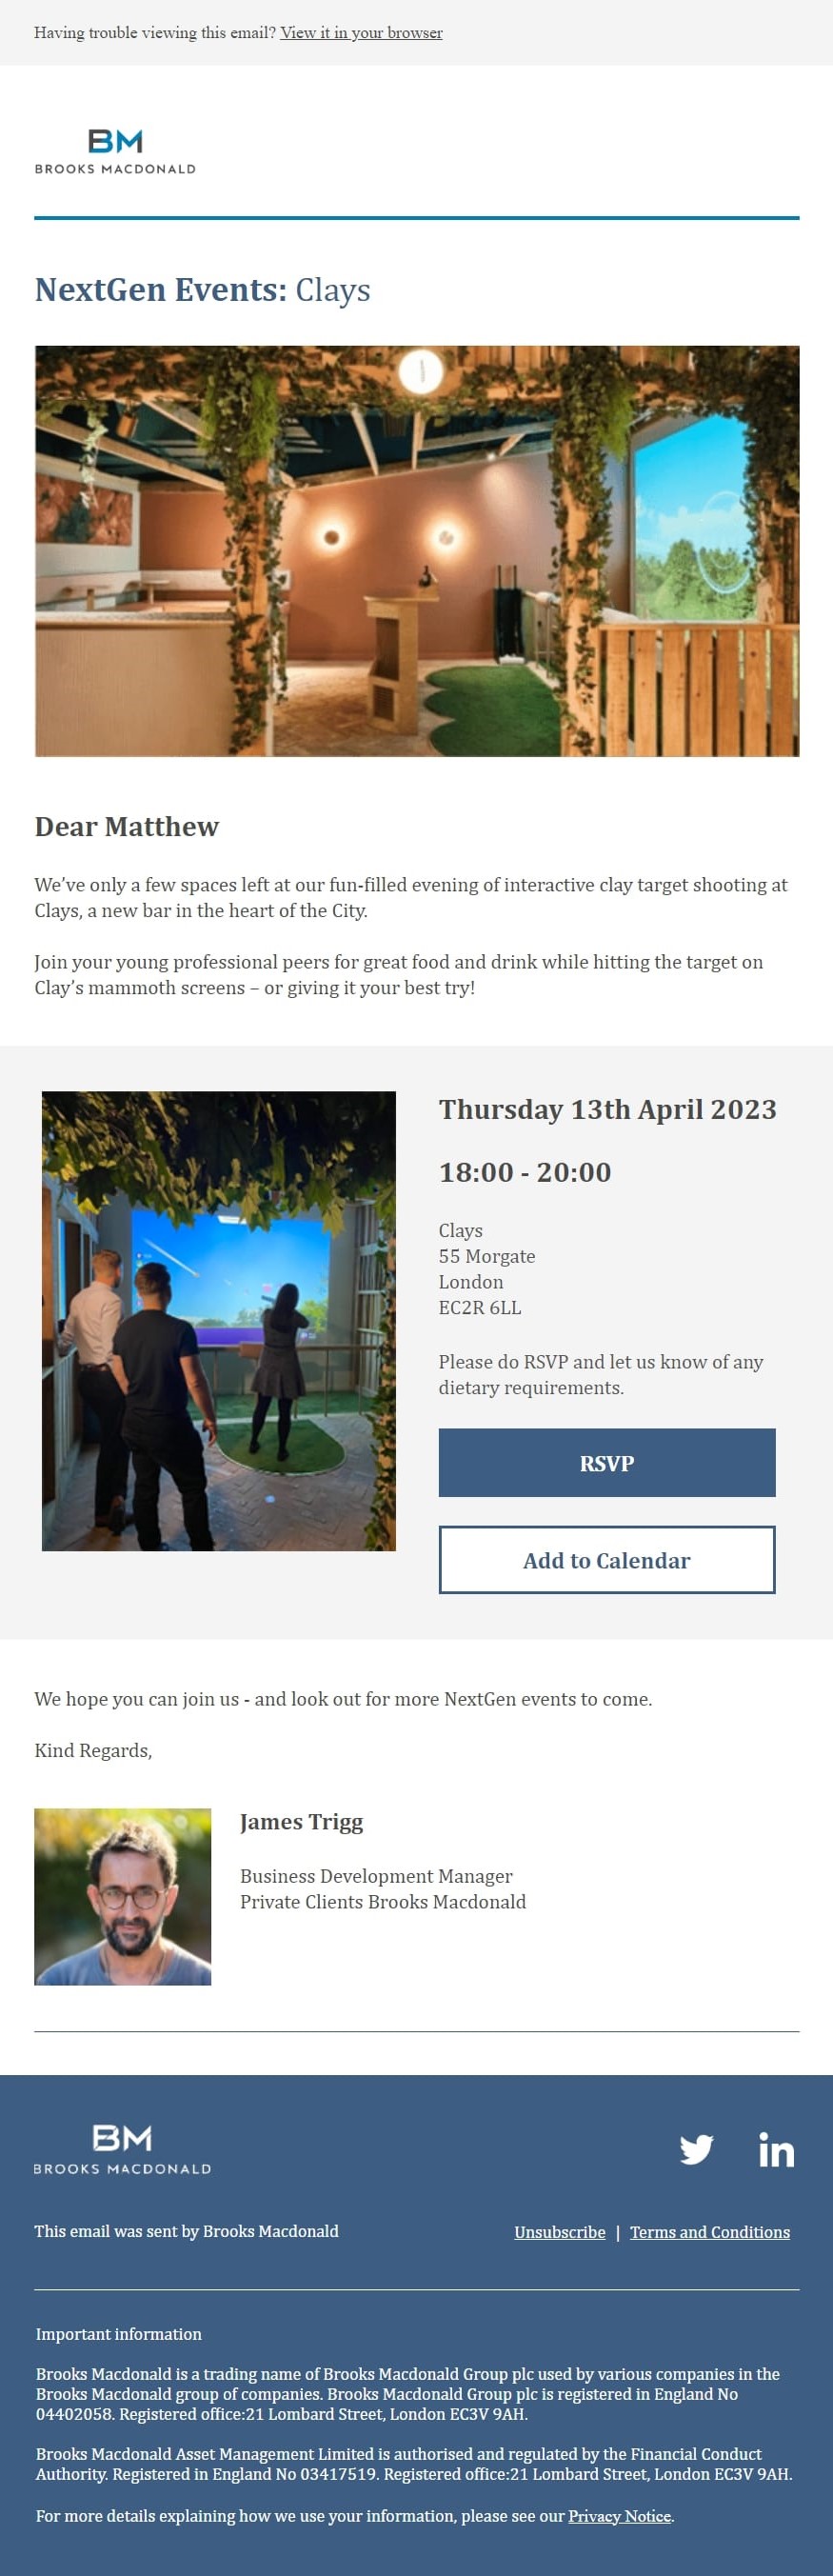 Having trouble viewing this email? View it in your browser
BM
BROOKS MACDONALD
NextGen Events: Clays
Dear Matthew
We’ve only a few spaces left at our fun-filled evening of interactive clay target shooting at
Clays, a new bar in the heart of the City.
Join your young professional peers for great food and drink while hitting the target on
Clay’s mammoth screens – or giving it your best try!
Thursday 13th April 2023
18:00 - 20:00
Clays
55 Morgate
London
EC2R 6LL
Please do RSVP and let us know of any
dietary requirements.
RSVP
Add to Calendar
We hope you can join us - and look out for more NextGen events to come.
Kind Regards,
James Trigg
Business Development Manager
Private Clients Brooks Macdonald
BM
BROOKS MACDONALD
in
This email was sent by Brooks Macdonald
Unsubscribe | Terms and Conditions
Important information
Brooks Macdonald is a trading name of Brooks Macdonald Group plc used by various companies in the
Brooks Macdonald group of companies. Brooks Macdonald Group plc is registered in England No
04402058. Registered office:21 Lombard Street, London EC3V 9AH.
Brooks Macdonald Asset Management Limited is authorised and regulated by the Financial Conduct
Authority. Registered in England No 03417519. Registered office:21 Lombard Street, London EC3V 9AH.
For more details explaining how we use your information, please see our Privacy Notice.